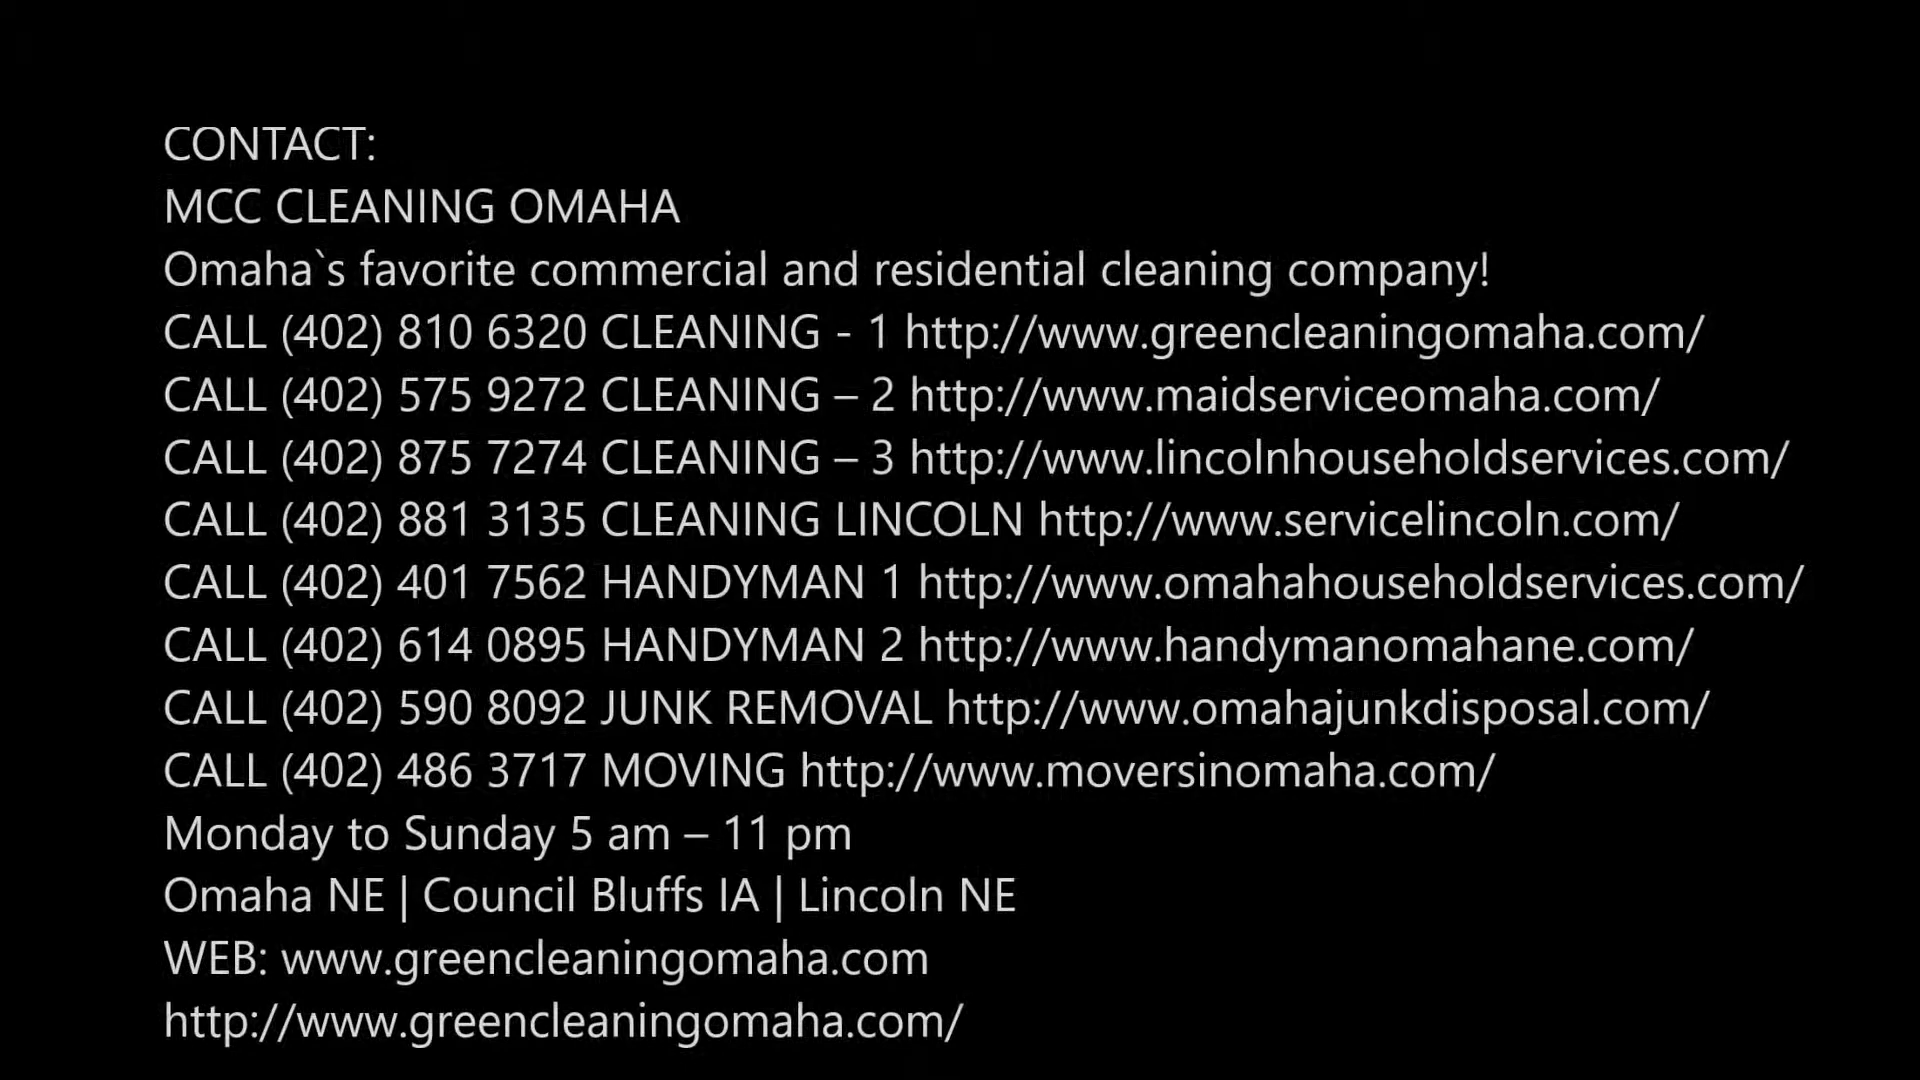 CONTACT:
MCC CLEANING OMAHA
Omaha`s favorite commercial and residential cleaning company!
CALL (402) 810 6320 CLEANING - 1 http://www.greencleaningomaha.com/
CALL (402) 575 9272 CLEANING – 2 http://www.maidserviceomaha.com/
CALL (402) 875 7274 CLEANING – 3 http://www.lincolnhouseholdservices.com/
CALL (402) 881 3135 CLEANING LINCOLN http://www.servicelincoln.com/
CALL (402) 401 7562 HANDYMAN 1 http://www.omahahouseholdservices.com/
CALL (402) 614 0895 HANDYMAN 2 http://www.handymanomahane.com/
CALL (402) 590 8092 JUNK REMOVAL http://www.omahajunkdisposal.com/
CALL (402) 486 3717 MOVING http://www.moversinomaha.com/
Monday to Sunday 5 am – 11 pm
Omaha NE | Council Bluffs IA | Lincoln NE
WEB: www.greencleaningomaha.com
http://www.greencleaningomaha.com/